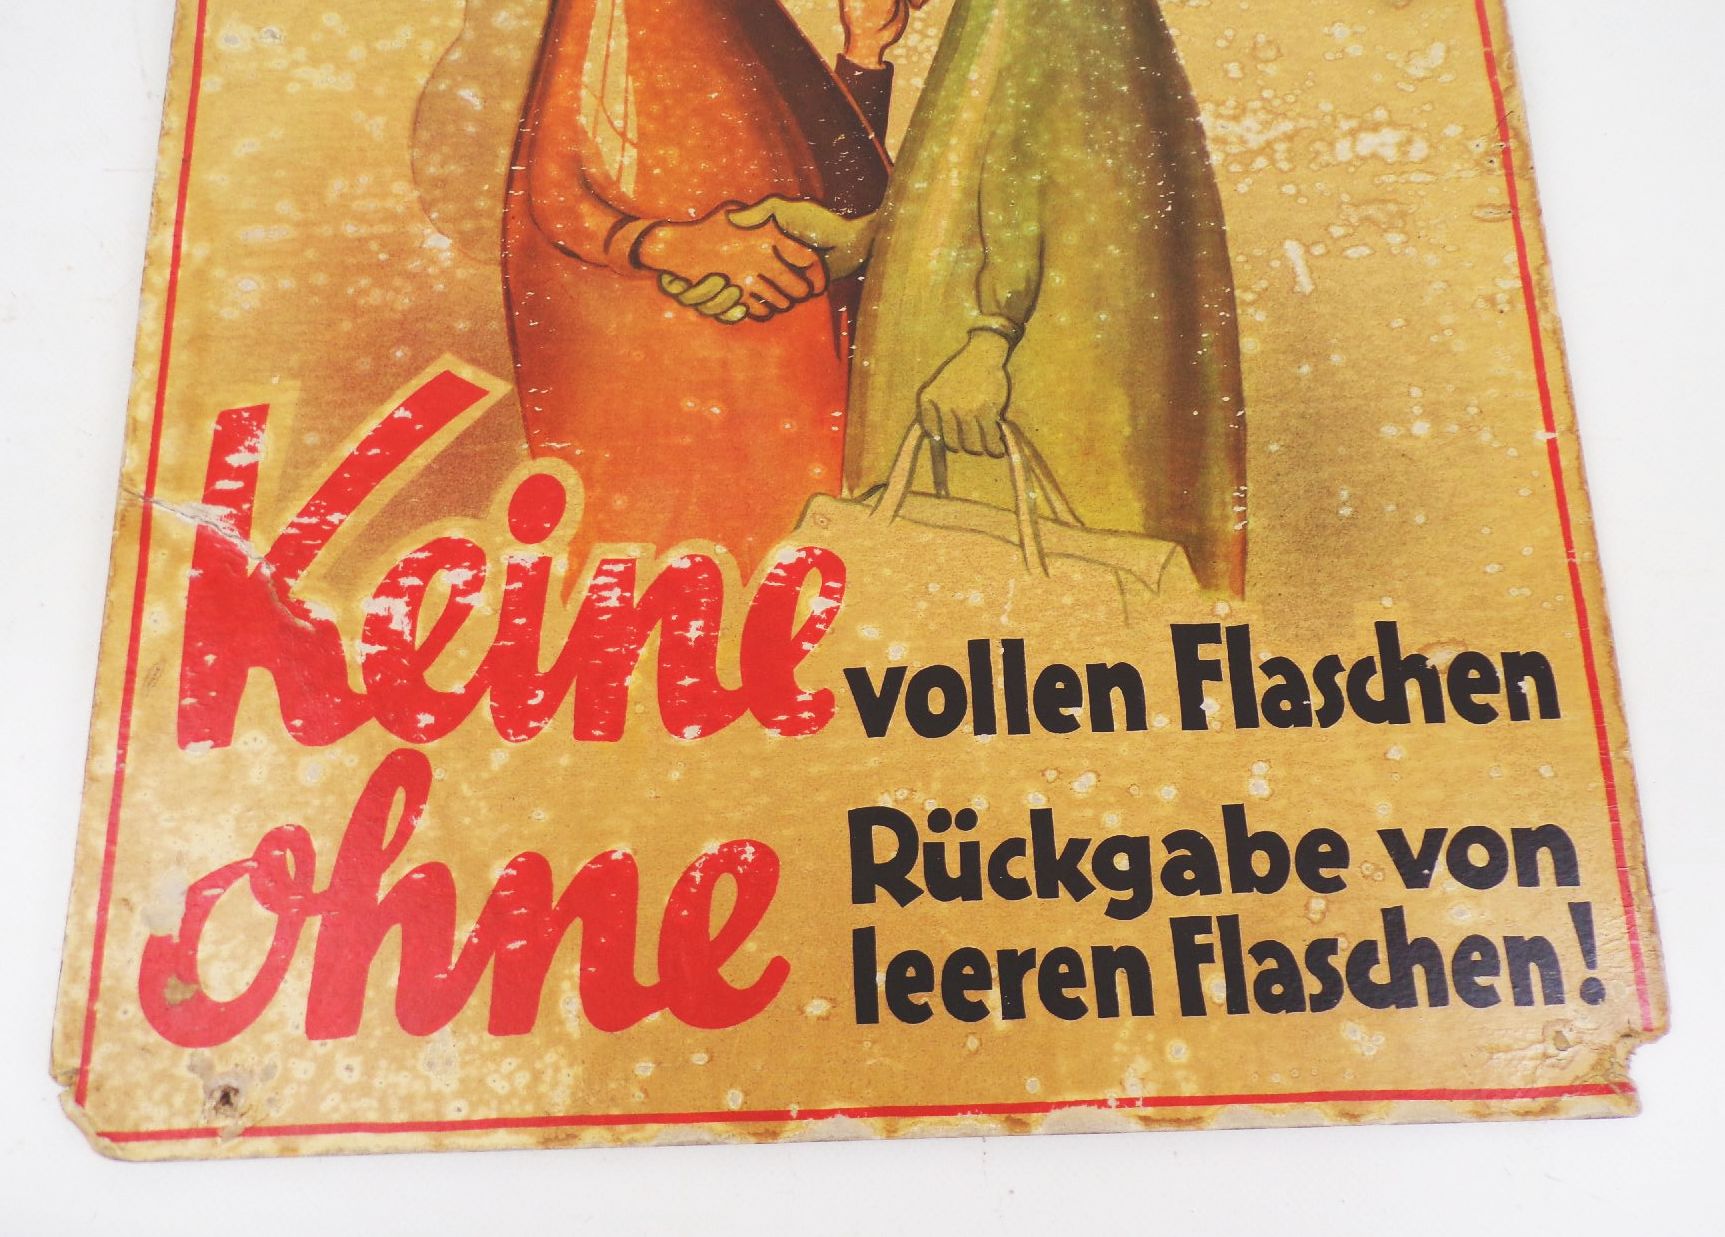 Keine vollen Flaschen
ohne Rückgabe von
leeren Flaschen!